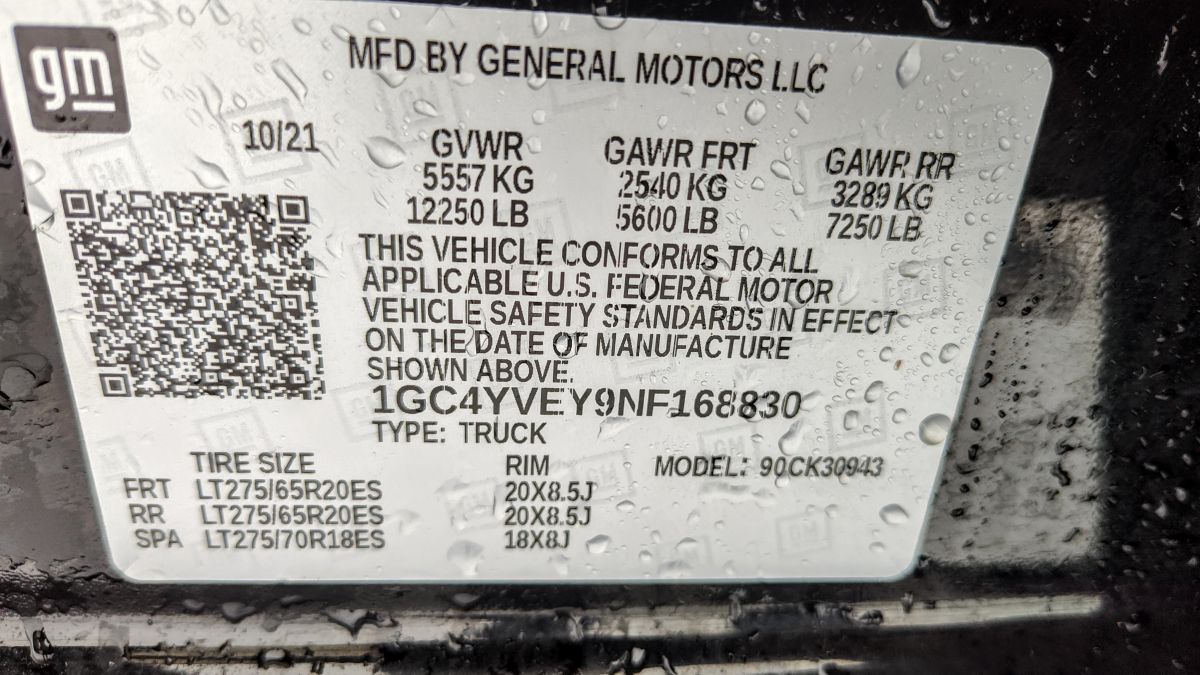 gm
MFD BY GENERAL MOTORS LLC
10/21 GVWR GAWR FRT GAWR RR
5557 KG 2540 KG 3289 KG
12250 LB 5600 LB 7250 LB
THIS VEHICLE CONFORMS TO ALL
APPLICABLE U.S. FEDERAL MOTOR
VEHICLE SAFETY STANDARDS IN EFFECT
ON THE DATE OF MANUFACTURE
SHOWN ABOVE.
1GC4YVEY9NF168830
TYPE: TRUCK
TIRE SIZE RIM MODEL: 90CK30943
FRT LT275/65R20ES 20X8.5J
RR LT275/65R20ES 20X8.5J
SPA LT275/70R18ES 18X8J